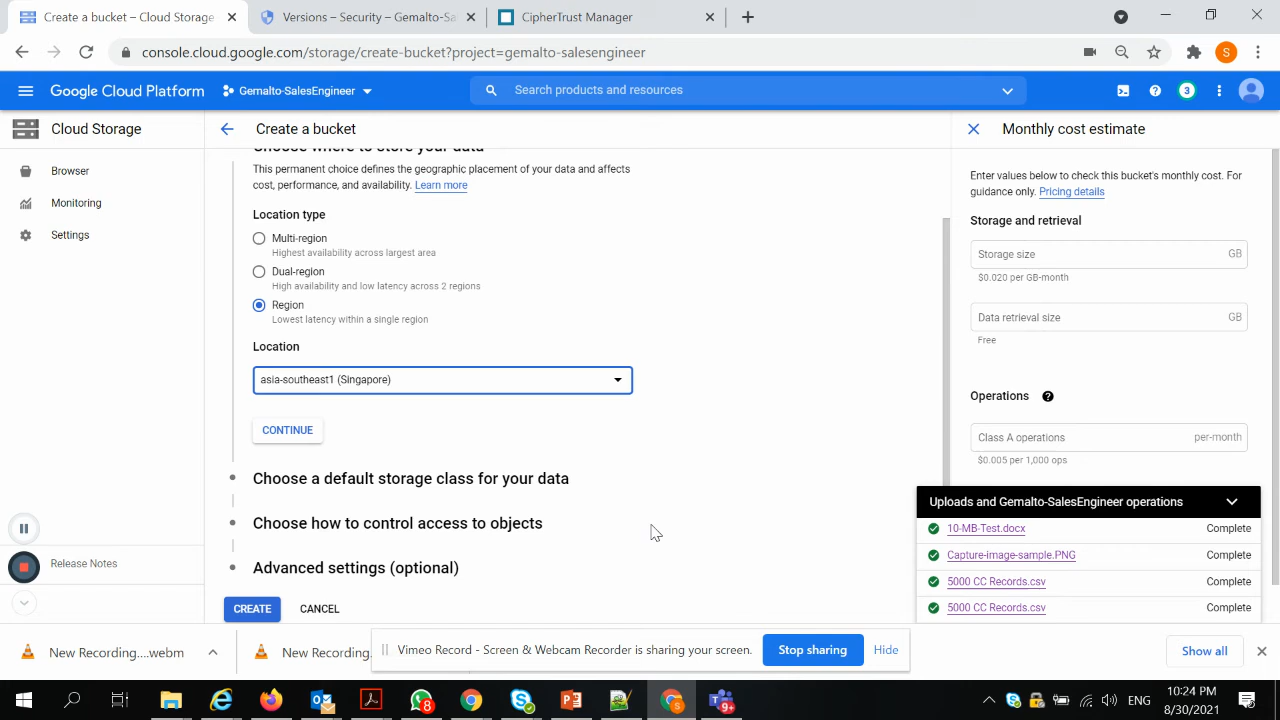 Create a bucket – Cloud Storage
Versions – Security – Gemalto-Sa
CipherTrust Manager
console.cloud.google.com/storage/create-bucket?project=gemalto-salesengineer
S
Google Cloud Platform
Gemalto-SalesEngineer
Search products and resources
3
Cloud Storage
Create a bucket
Monthly cost estimate
Browser
Monitoring
Settings
Choose where to store your data
This permanent choice defines the geographic placement of your data and affects
cost, performance, and availability. Learn more
Location type
Multi-region
Highest availability across largest area
Dual-region
High availability and low latency across 2 regions
Region
Lowest latency within a single region
Location
asia-southeast1 (Singapore)
CONTINUE
Choose a default storage class for your data
Choose how to control access to objects
Advanced settings (optional)
CREATE
CANCEL
Enter values below to check this bucket's monthly cost. For
guidance only. Pricing details
Storage and retrieval
Storage size GB
$0.020 per GB-month
Data retrieval size GB
Free
Operations
Class A operations per-month
$0.005 per 1,000 ops
Uploads and Gemalto-SalesEngineer operations
10-MB-Test.docx Complete
Capture-image-sample.PNG Complete
5000 CC Records.csv Complete
5000 CC Records.csv Complete
Release Notes
New Recording....webm
New Recording.
Vimeo Record - Screen & Webcam Recorder is sharing your screen.
Stop sharing
Hide
Show all
8
9+
ENG
10:24 PM
8/30/2021